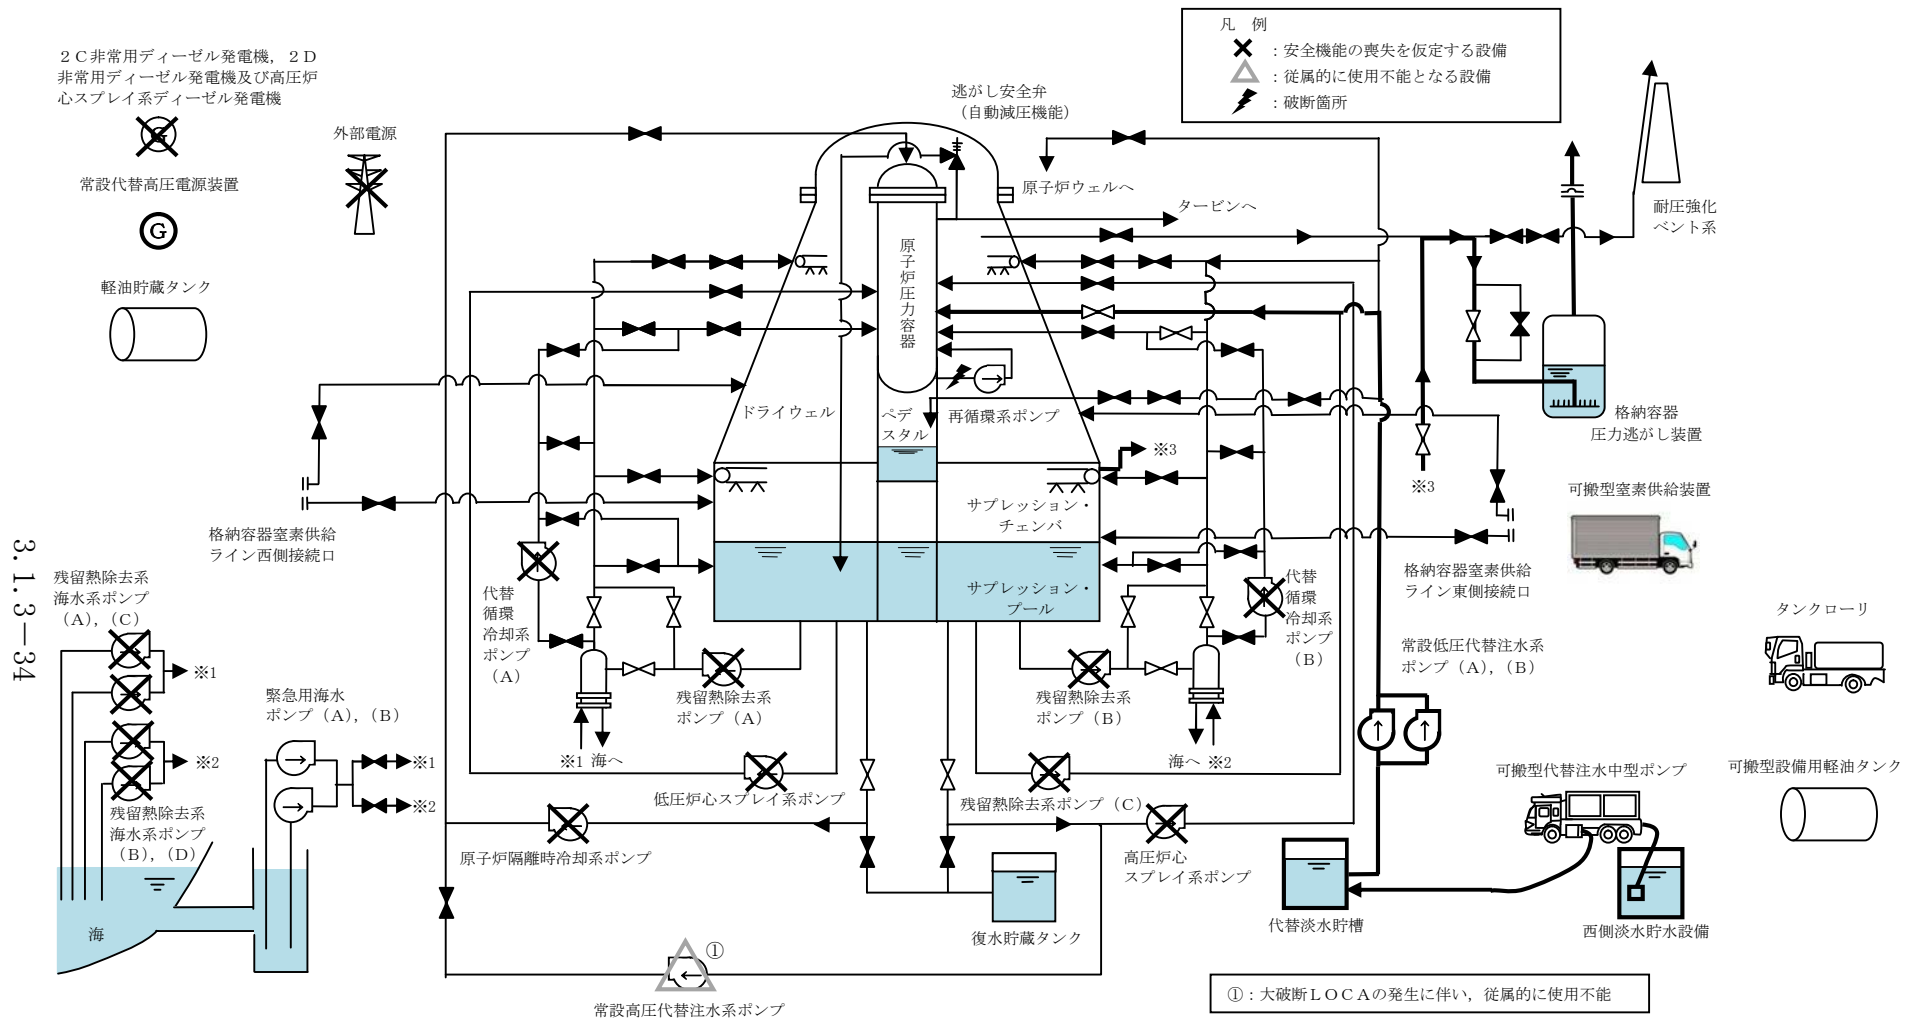 凡　例
：安全機能の喪失を仮定する設備
：従属的に使用不能となる設備
：破断箇所
２Ｃ非常用ディーゼル発電機，２Ｄ
非常用ディーゼル発電機及び高圧炉
心スプレイ系ディーゼル発電機
G
外部電源
常設代替高圧電源装置
G
軽油貯蔵タンク
逃がし安全弁
（自動減圧機能）
原子炉ウェルへ
タービンへ
耐圧強化
ベント系
原子炉圧力容器
ドライウェル
ペデ
スタル
再循環系ポンプ
※3
格納容器
圧力逃がし装置
※3
可搬型窒素供給装置
サプレッション・
チェンバ
サプレッション・
プール
格納容器窒素供給
ライン西側接続口
格納容器窒素供給
ライン東側接続口
3.1.3－34
残留熱除去系
海水系ポンプ
（A），（C）
※1
※2
残留熱除去系
海水系ポンプ
（B），（D）
緊急用海水
ポンプ（A），（B）
※1
※2
海
代替
循環
冷却系
ポンプ
（A）
代替
循環
冷却系
ポンプ
（B）
残留熱除去系
ポンプ（A）
残留熱除去系
ポンプ（B）
※1 海へ
海へ ※2
低圧炉心スプレイ系ポンプ
残留熱除去系ポンプ（C）
原子炉隔離時冷却系ポンプ
高圧炉心
スプレイ系ポンプ
復水貯蔵タンク
①
常設高圧代替注水系ポンプ
常設低圧代替注水系
ポンプ（A），（B）
タンクローリ
可搬型代替注水中型ポンプ
可搬型設備用軽油タンク
代替淡水貯槽
西側淡水貯水設備
①：大破断ＬＯＣＡの発生に伴い，従属的に使用不能